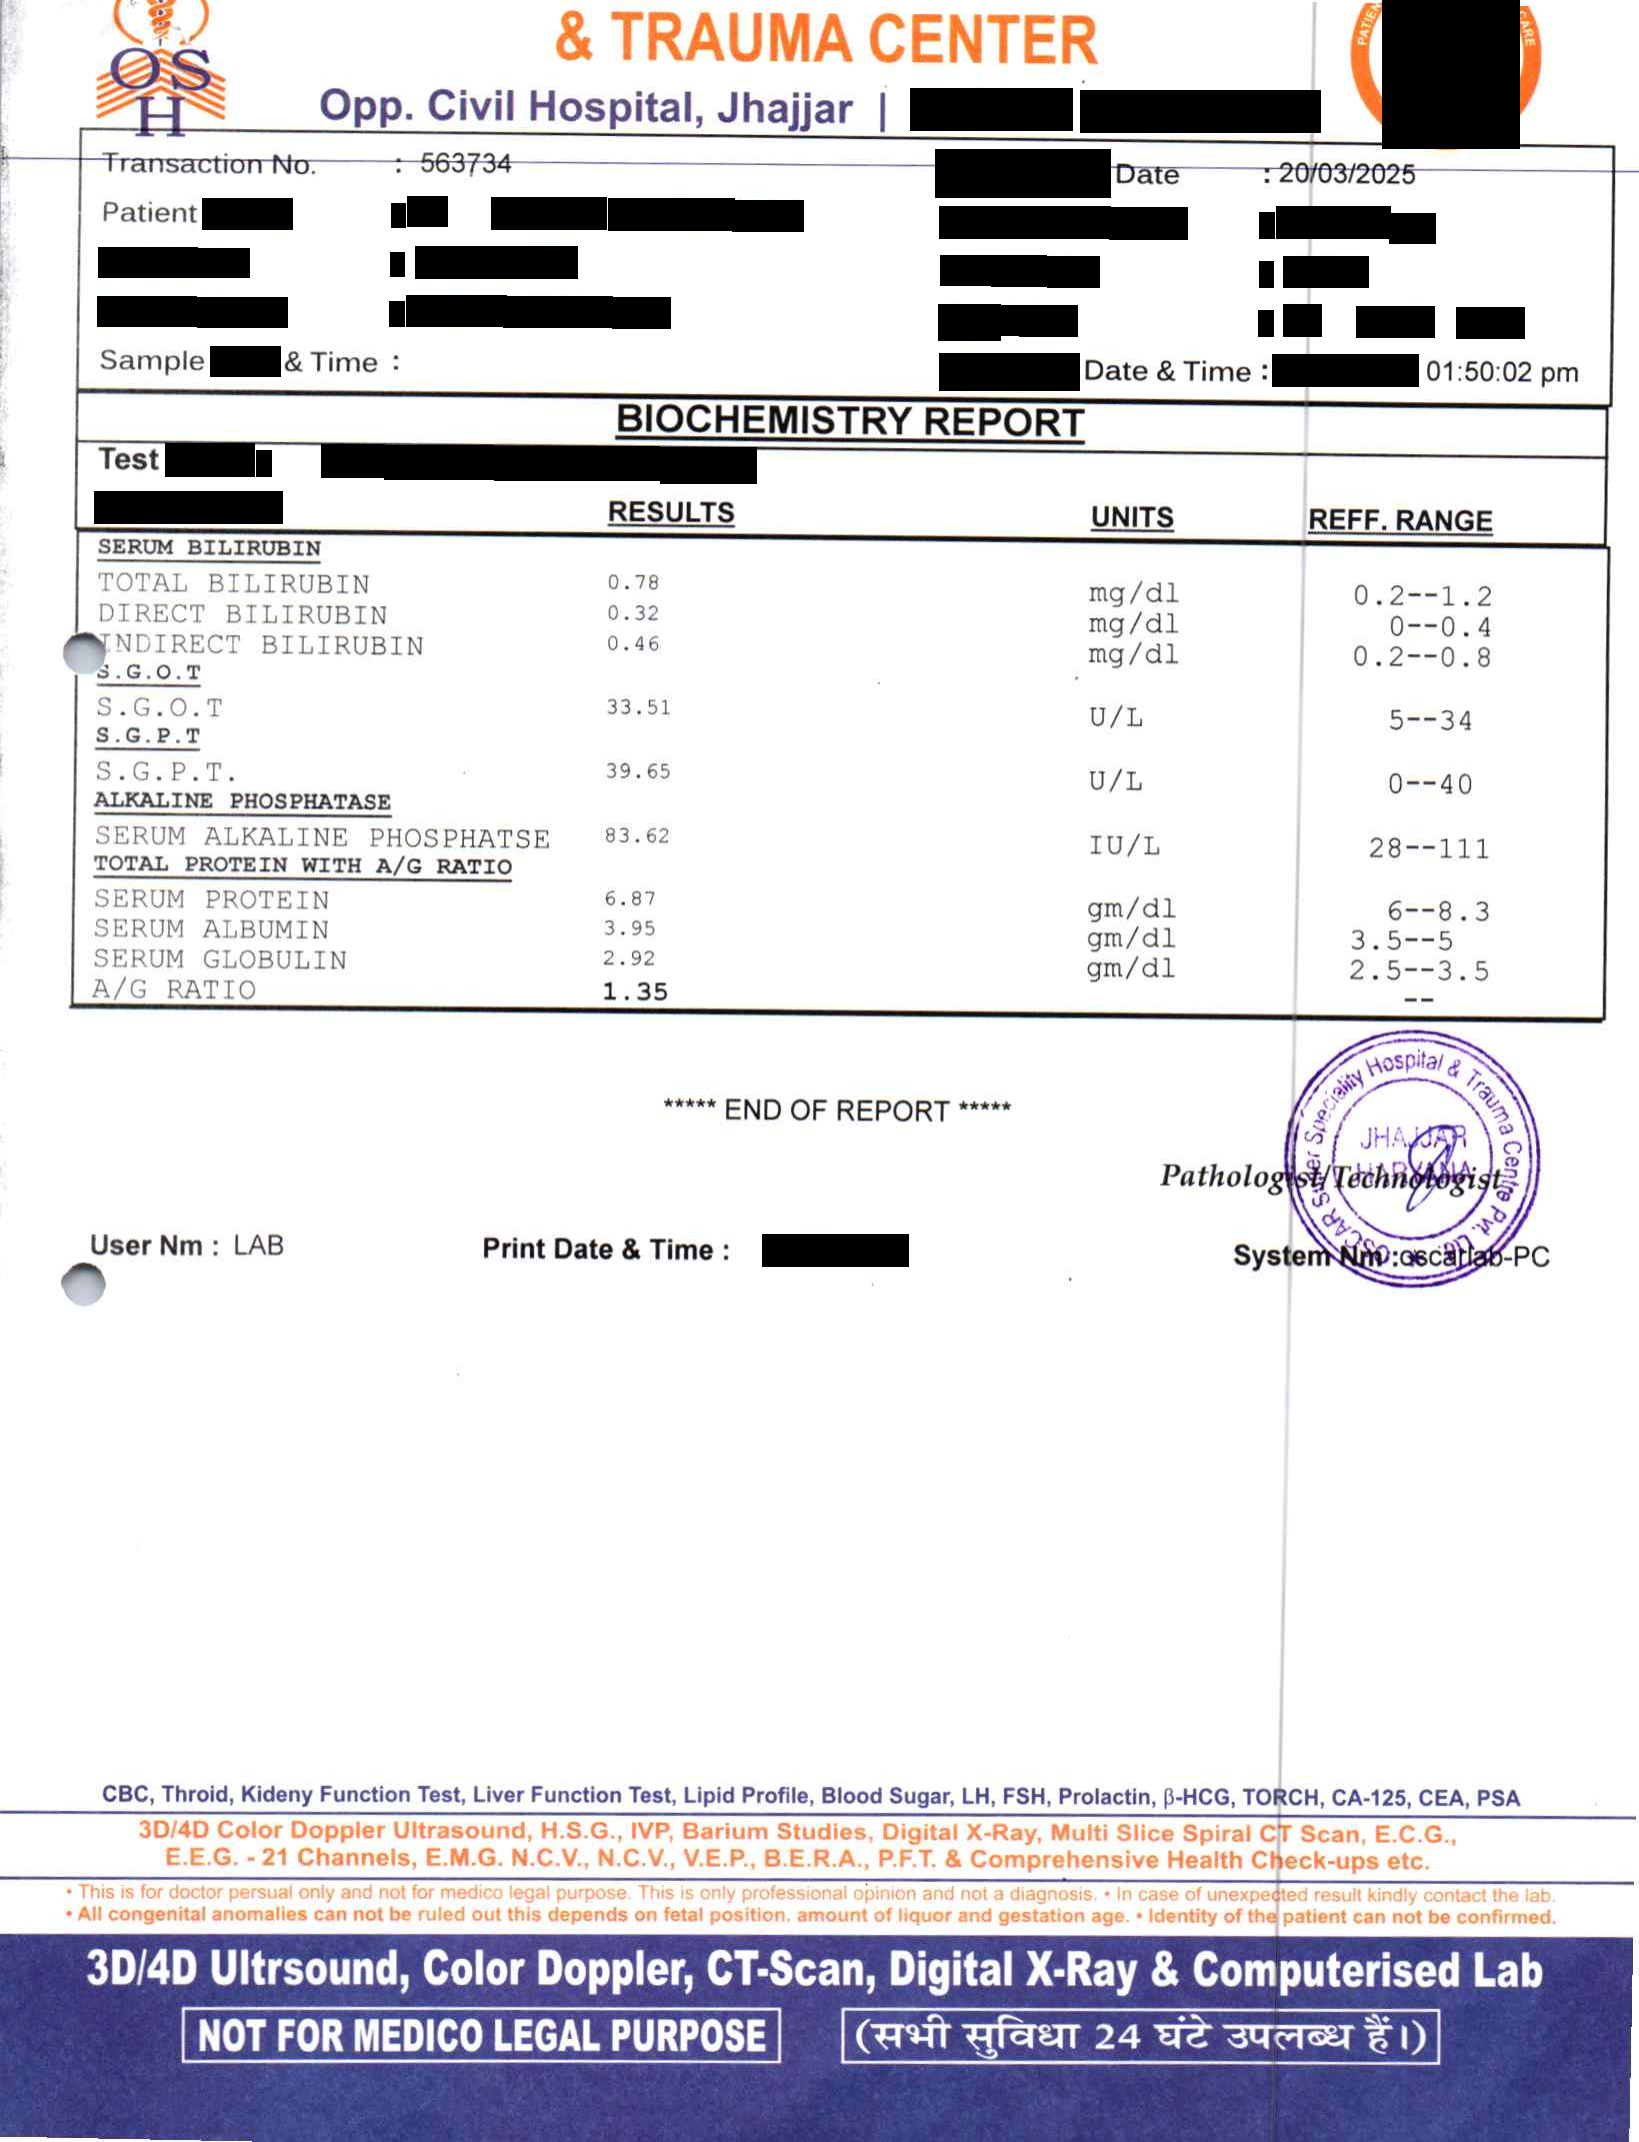 OS
H
PATIEN
CARE
& TRAUMA CENTER
Opp. Civil Hospital, Jhajjar |
Transaction No. : 563734 Date : 20/03/2025
Patient
Sample & Time : Date & Time : 01:50:02 pm
BIOCHEMISTRY REPORT
Test
RESULTS UNITS REFF. RANGE
SERUM BILIRUBIN
TOTAL BILIRUBIN 0.78 mg/dl 0.2--1.2
DIRECT BILIRUBIN 0.32 mg/dl 0--0.4
INDIRECT BILIRUBIN 0.46 mg/dl 0.2--0.8
S.G.O.T
S.G.O.T 33.51 U/L 5--34
S.G.P.T
S.G.P.T. 39.65 U/L 0--40
ALKALINE PHOSPHATASE
SERUM ALKALINE PHOSPHATSE 83.62 IU/L 28--111
TOTAL PROTEIN WITH A/G RATIO
SERUM PROTEIN 6.87 gm/dl 6--8.3
SERUM ALBUMIN 3.95 gm/dl 3.5--5
SERUM GLOBULIN 2.92 gm/dl 2.5--3.5
A/G RATIO 1.35 --
***** END OF REPORT *****
OSCAR Super Speciality Hospital & Trauma Centre Pvt. Ltd.
JHAJJAR
HARYANA
Pathologist/Technologist
User Nm : LAB Print Date & Time : System Nm :oscarlab-PC
CBC, Throid, Kideny Function Test, Liver Function Test, Lipid Profile, Blood Sugar, LH, FSH, Prolactin, β-HCG, TORCH, CA-125, CEA, PSA
3D/4D Color Doppler Ultrasound, H.S.G., IVP, Barium Studies, Digital X-Ray, Multi Slice Spiral CT Scan, E.C.G.,
E.E.G. - 21 Channels, E.M.G. N.C.V., N.C.V., V.E.P., B.E.R.A., P.F.T. & Comprehensive Health Check-ups etc.
• This is for doctor persual only and not for medico legal purpose. This is only professional opinion and not a diagnosis. • In case of unexpected result kindly contact the lab.
• All congenital anomalies can not be ruled out this depends on fetal position. amount of liquor and gestation age. • Identity of the patient can not be confirmed.
3D/4D Ultrsound, Color Doppler, CT-Scan, Digital X-Ray & Computerised Lab
NOT FOR MEDICO LEGAL PURPOSE (सभी सुविधा 24 घंटे उपलब्ध हैं।)